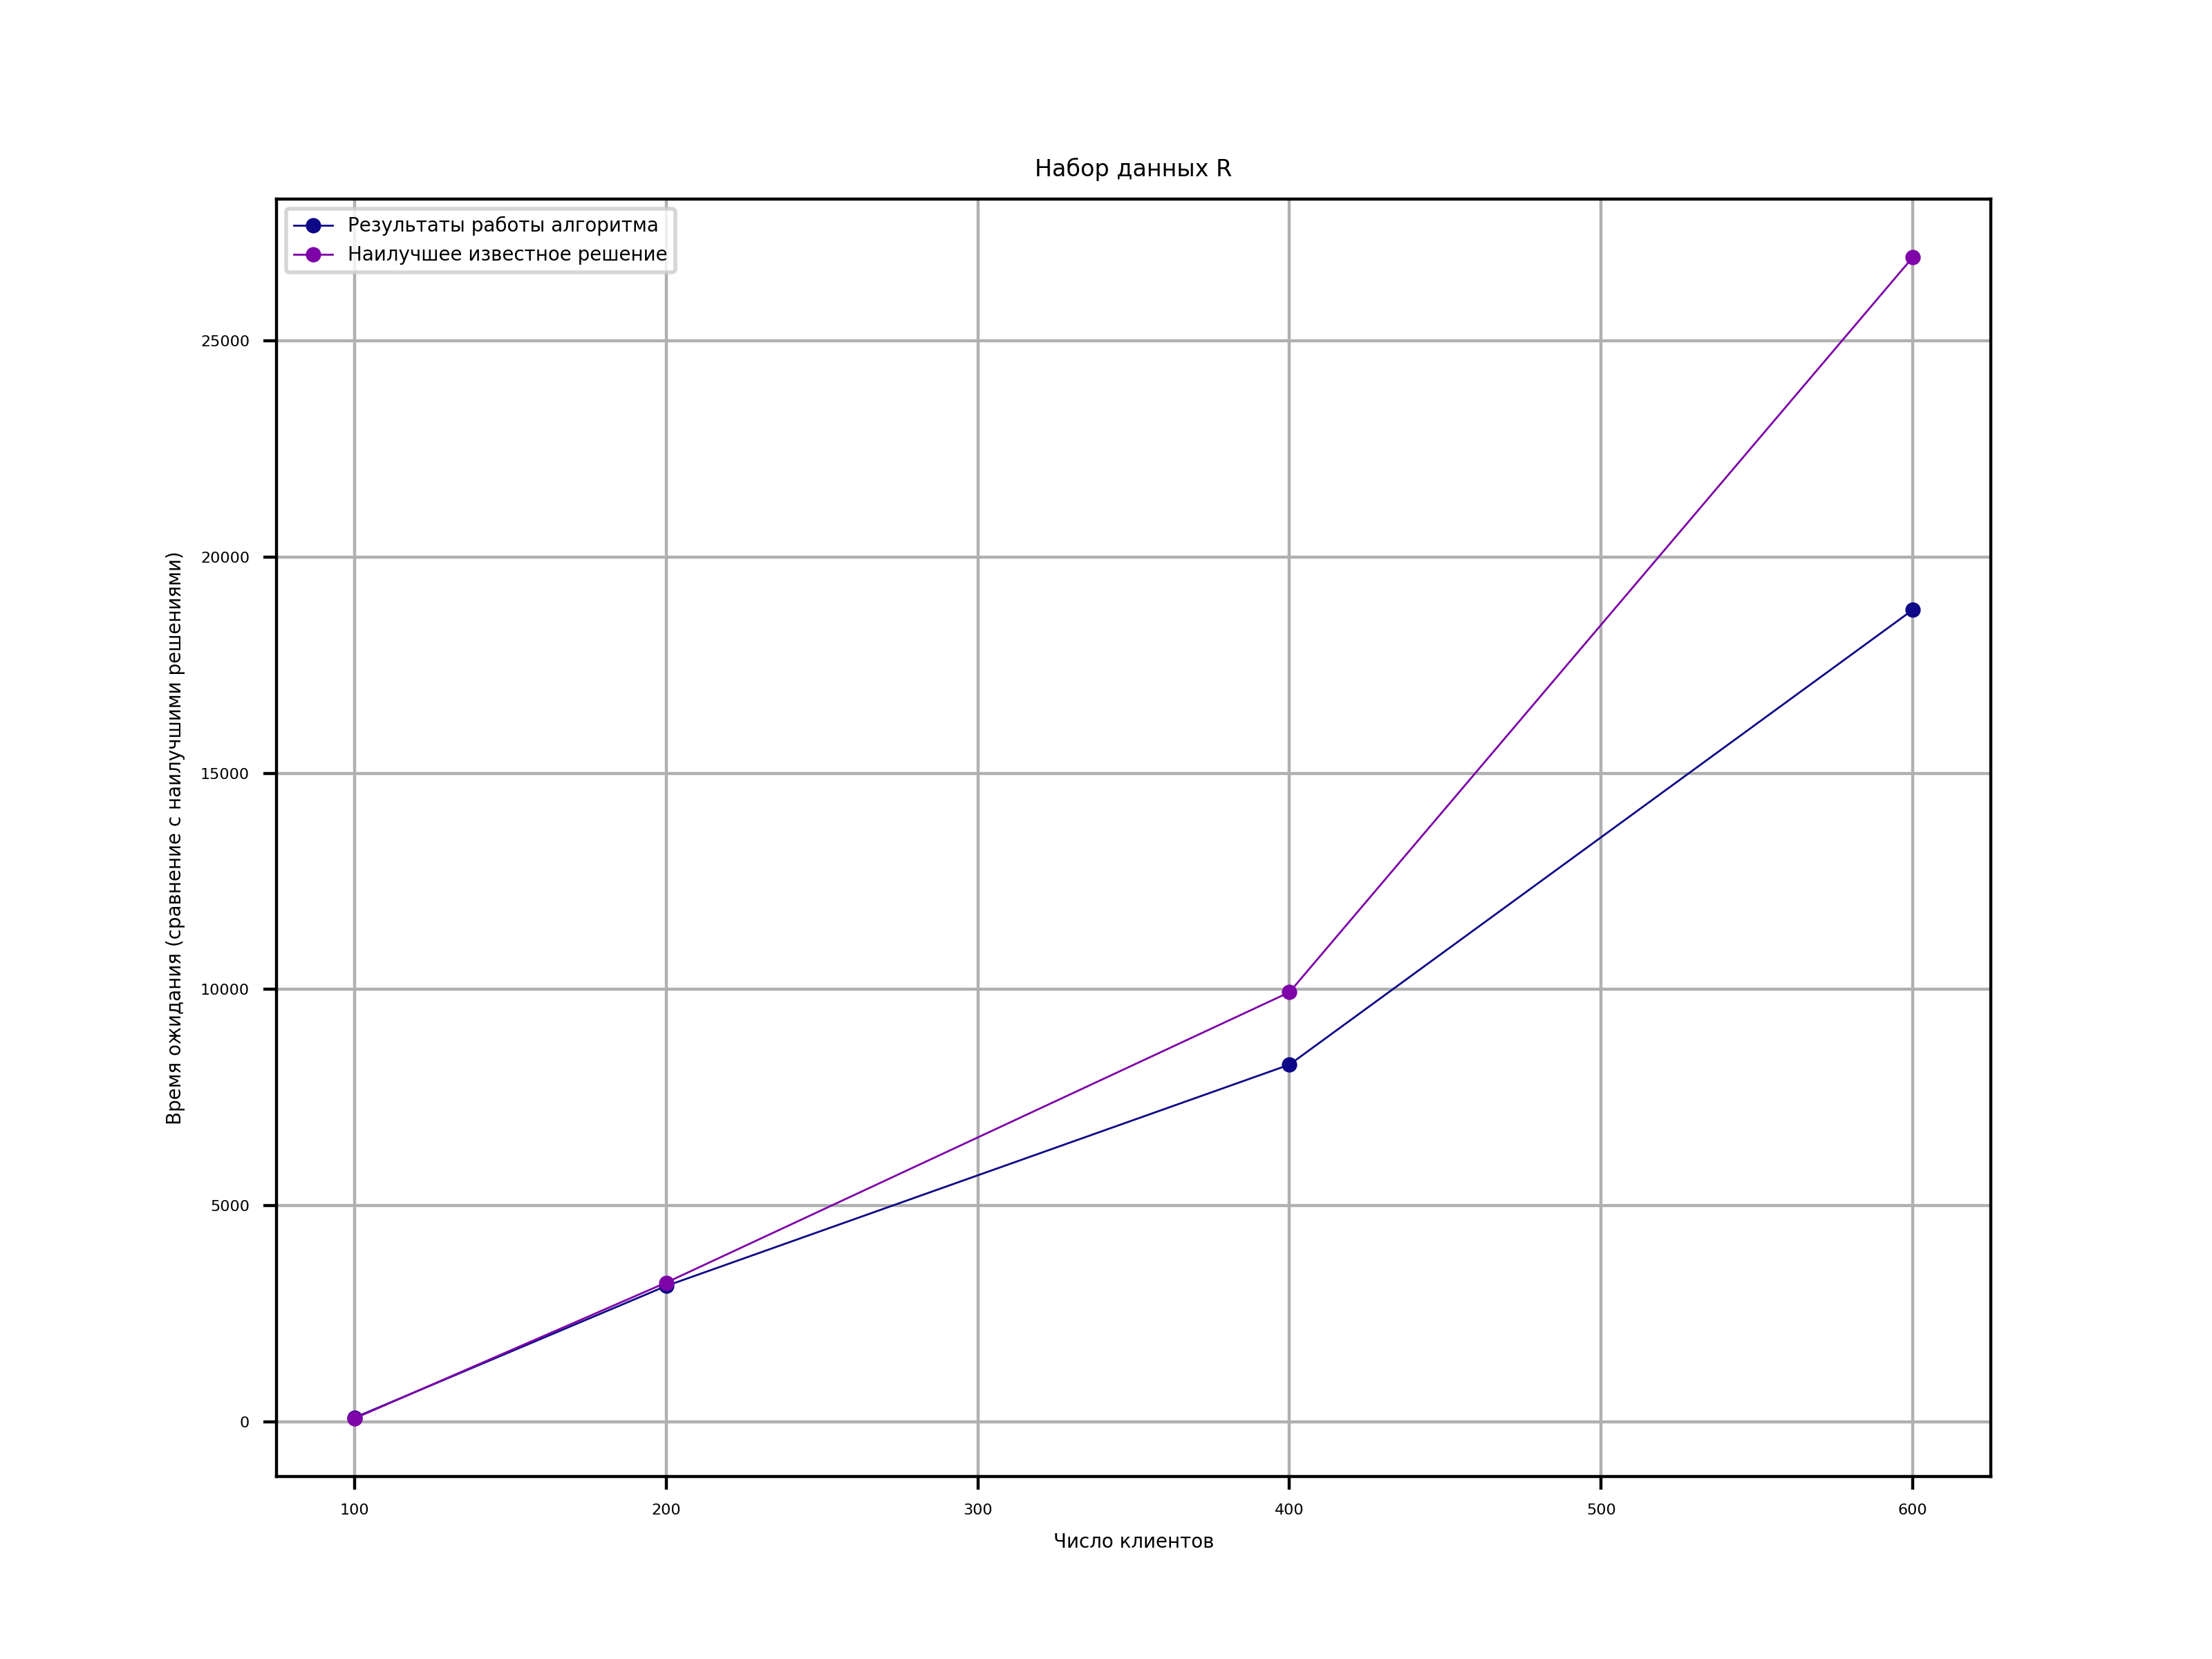 Набор данных R
Результаты работы алгоритма
Наилучшее известное решение
25000
20000
15000
10000
5000
0
Время ожидания (сравнение с наилучшими решениями)
100 200 300 400 500 600
Число клиентов